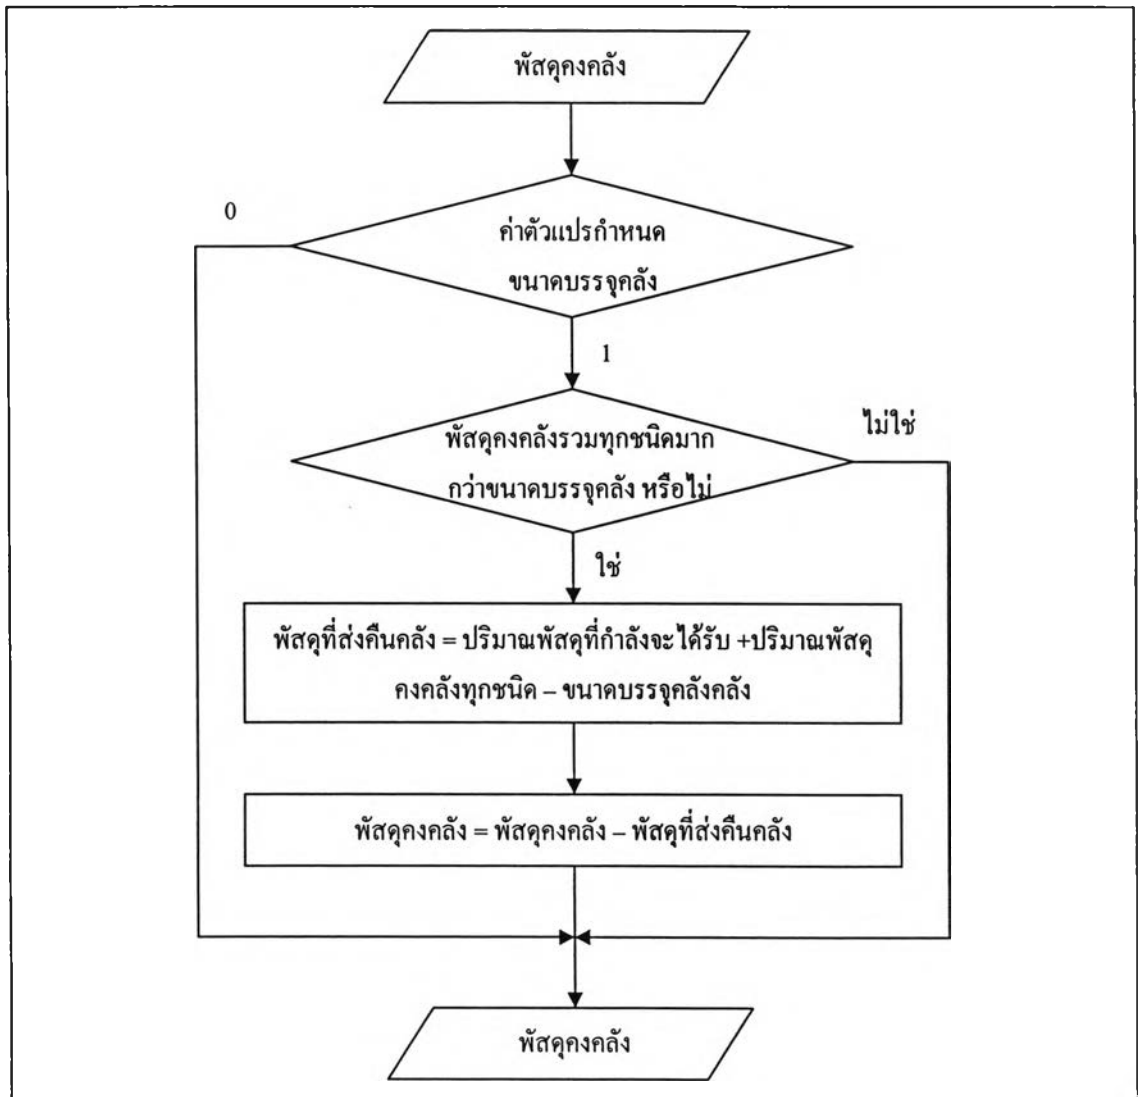 พัสดุคงคลัง
0
ค่าตัวแปรกำหนด
ขนาดบรรจุคลัง
1
พัสดุคงคลังรวมทุกชนิดมาก
กว่าขนาดบรรจุคลัง หรือไม่
ไม่ใช่
ใช่
พัสดุที่ส่งคืนคลัง = ปริมาณพัสดุที่กำลังจะได้รับ +ปริมาณพัสดุ
คงคลังทุกชนิด – ขนาดบรรจุคลังคลัง
พัสดุคงคลัง = พัสดุคงคลัง – พัสดุที่ส่งคืนคลัง
พัสดุคงคลัง